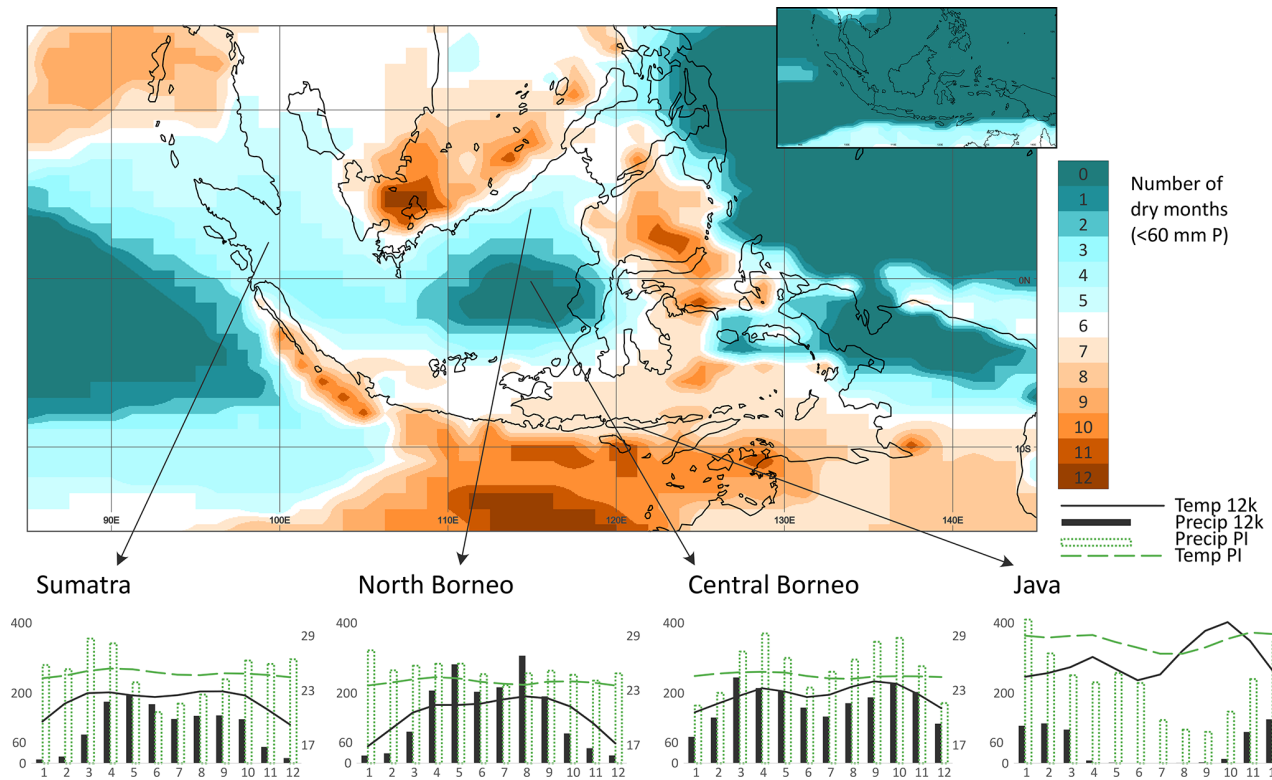 0
1
2
3
4
5
6
7
8
9
10
11
12
Number of
dry months
(<60 mm P)
0N
10S
90E 100E 110E 120E 130E 140E
Temp 12k
Precip 12k
Precip PI
Temp PI
Sumatra North Borneo Central Borneo Java
400 29 400 29 400 29 400
200 23 200 23 200 23 200
60 17 60 17 60 17 60
0 0 0 0
1 2 3 4 5 6 7 8 9 10 11 12 1 2 3 4 5 6 7 8 9 10 11 12 1 2 3 4 5 6 7 8 9 10 11 12 1 2 3 4 5 6 7 8 9 10 11